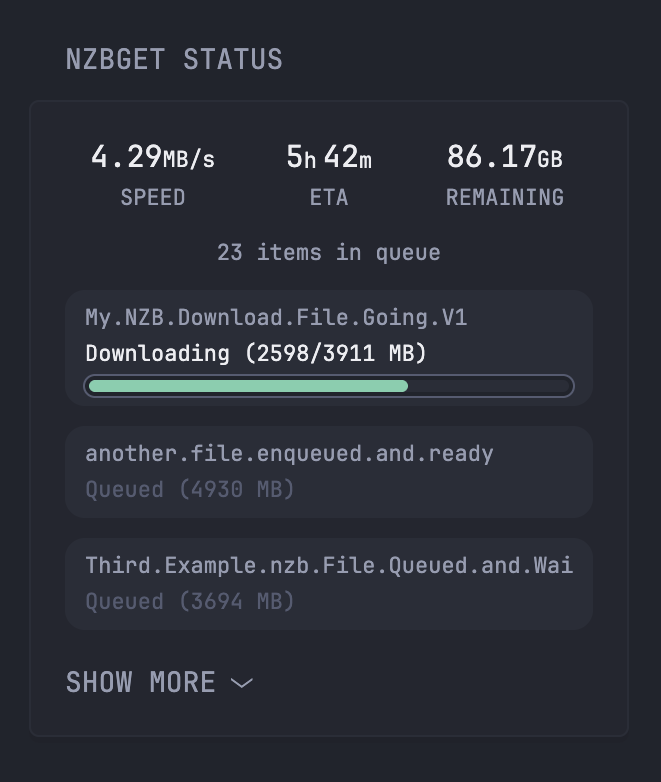 NZBGET STATUS
4.29MB/s 5h 42m 86.17GB
SPEED ETA REMAINING
23 items in queue
My.NZB.Download.File.Going.V1
Downloading (2598/3911 MB)
another.file.enqueued.and.ready
Queued (4930 MB)
Third.Example.nzb.File.Queued.and.Wai
Queued (3694 MB)
SHOW MORE